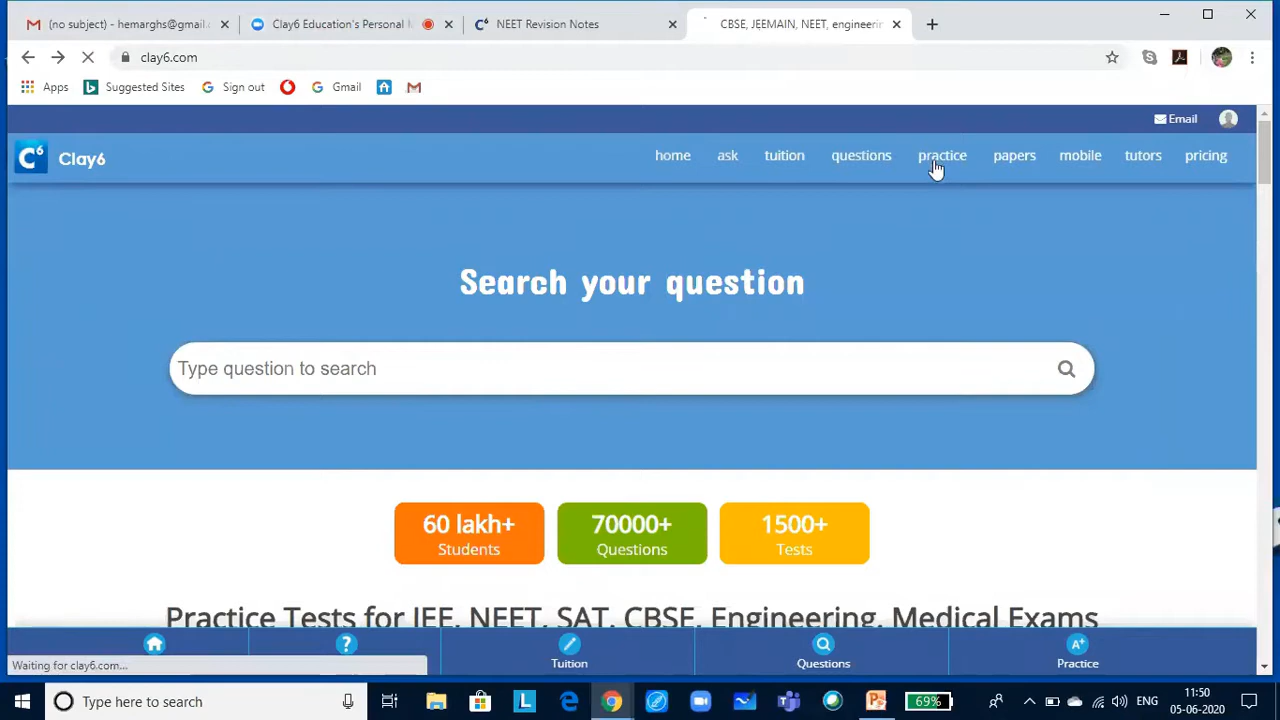 (no subject) - hemarghs@gmail.
Clay6 Education's Personal
NEET Revision Notes
CBSE, JEEMAIN, NEET, engineerin
clay6.com
Apps
Suggested Sites
Sign out
Gmail
Email
C6
Clay6
home
ask
tuition
questions
practice
papers
mobile
tutors
pricing
Search your question
Type question to search
60 lakh+
Students
70000+
Questions
1500+
Tests
Practice Tests for JEE, NEET, SAT, CBSE, Engineering, Medical Exams
Tuition
Questions
Practice
Waiting for clay6.com...
Type here to search
69%
ENG
11:50
05-06-2020